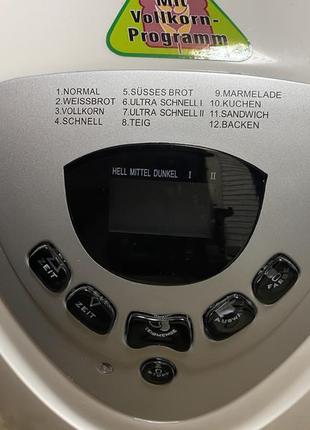 Mit
Vollkorn-
Programm
1.NORMAL 5.SÜSSES BROT 9.MARMELADE
2.WEISSBROT 6.ULTRA SCHNELL I 10.KUCHEN
3.VOLLKORN 7.ULTRA SCHNELL II 11.SANDWICH
4.SCHNELL 8.TEIG 12.BACKEN
HELL MITTEL DUNKEL I II
ZEIT
ZEIT